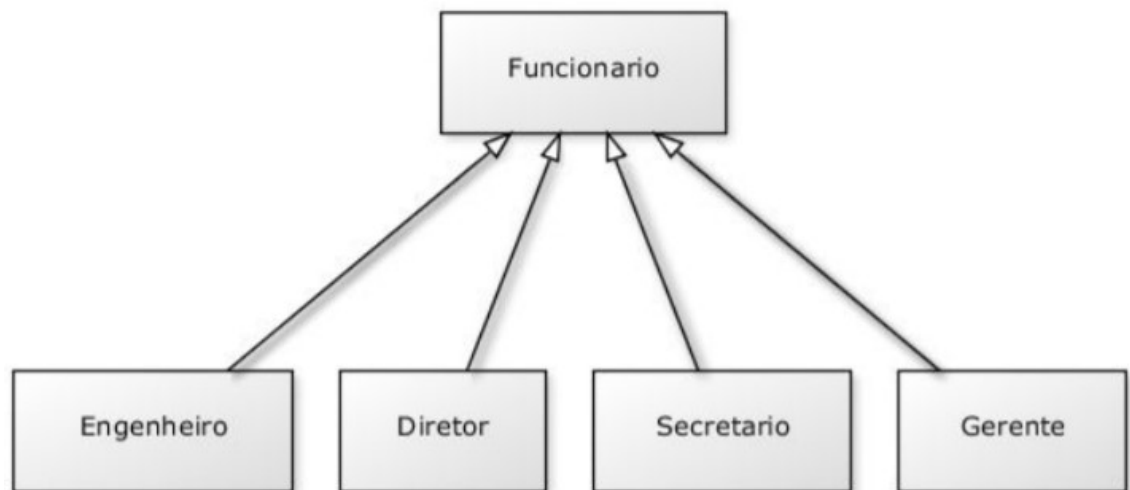 Funcionario
Engenheiro
Diretor
Secretario
Gerente